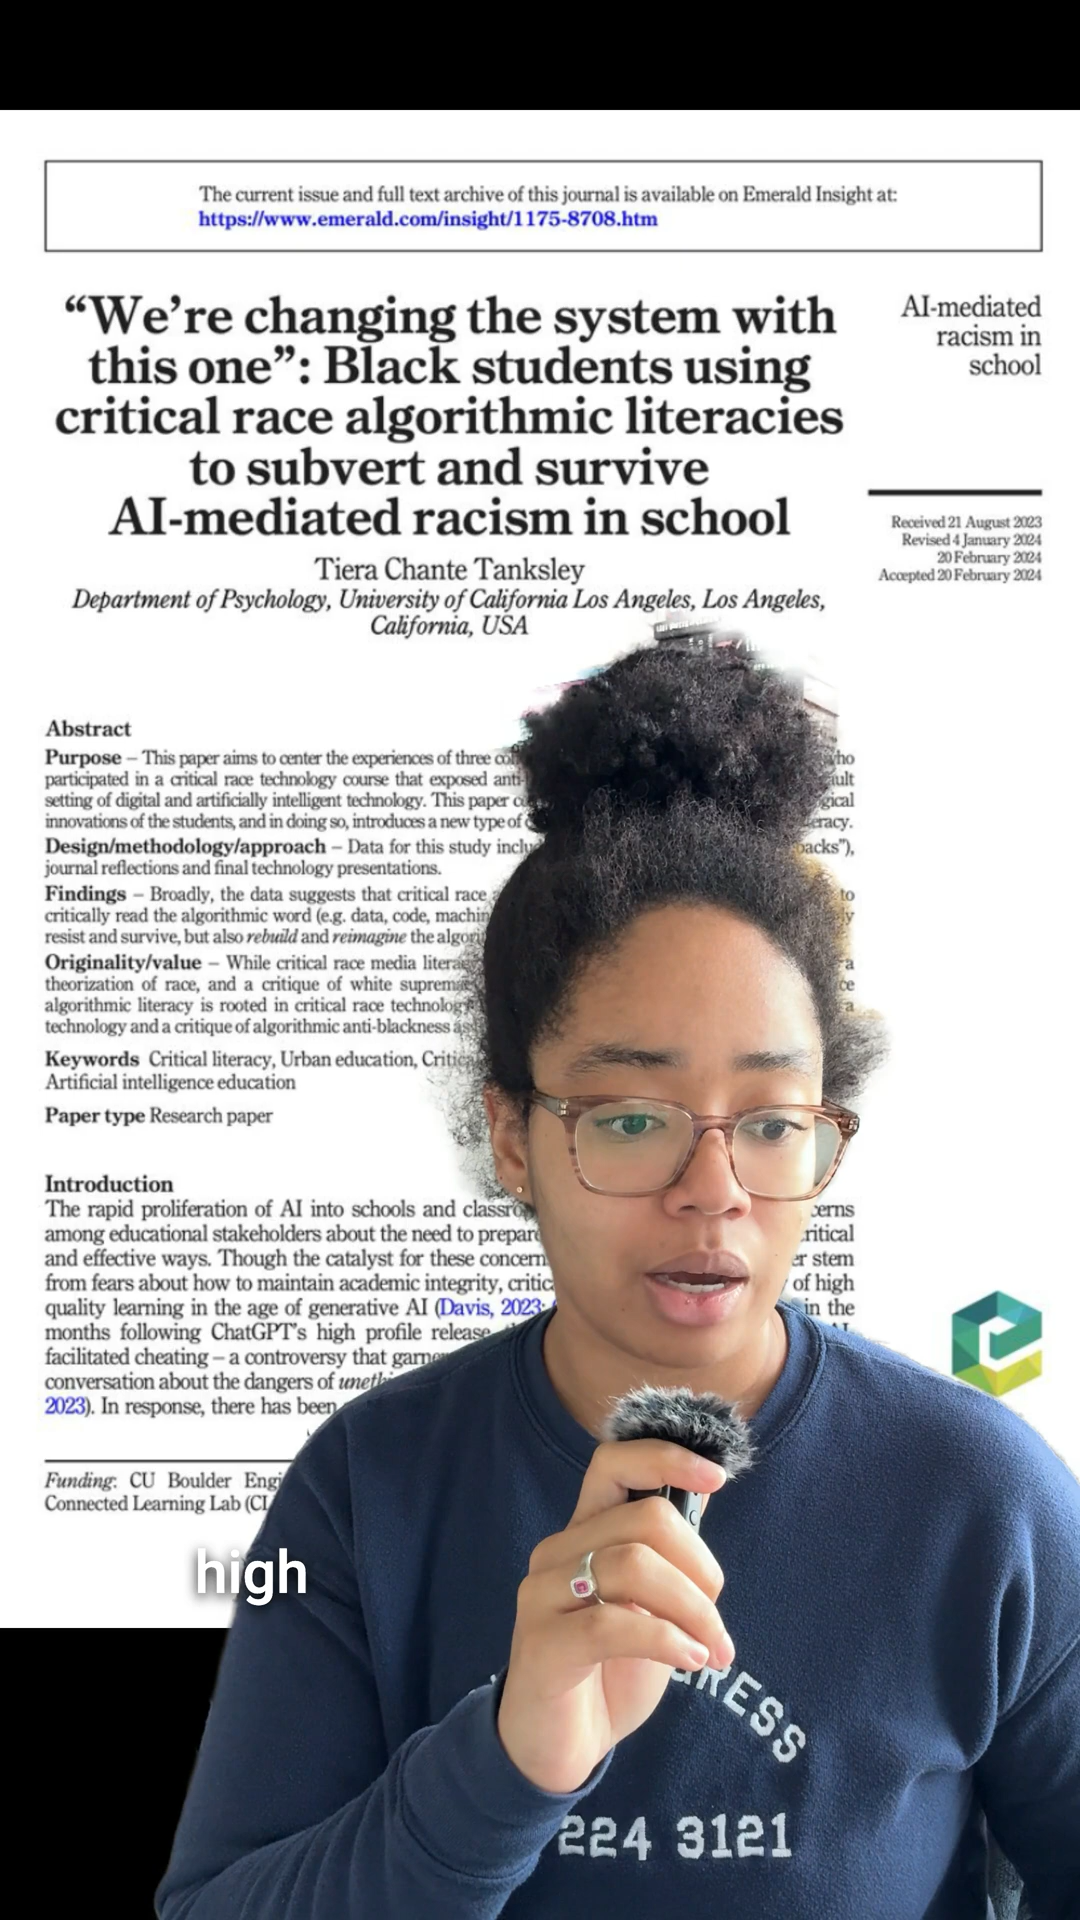 The current issue and full text archive of this journal is available on Emerald Insight at:
https://www.emerald.com/insight/1175-8708.htm
“We’re changing the system with
this one”: Black students using
critical race algorithmic literacies
to subvert and survive
AI-mediated racism in school
AI-mediated
racism in
school
Tiera Chante Tanksley
Department of Psychology, University of California Los Angeles, Los Angeles,
California, USA
Received 21 August 2023
Revised 4 January 2024
20 February 2024
Accepted 20 February 2024
Abstract
Purpose – This paper aims to center the experiences of three
participated in a critical race technology course that exposed
setting of digital and artificially intelligent technology. This paper
innovations of the students, and in doing so, introduces a new type of
Design/methodology/approach – Data for this study
journal reflections and final technology presentations.
Findings – Broadly, the data suggests that critical race to
critically read the algorithmic word (e.g. data, code,
resist and survive, but also rebuild and reimagine the
Originality/value – While critical race media a
theorization of race, and a critique of white
algorithmic literacy is rooted in critical race a
technology and a critique of algorithmic anti-blackness
Keywords Critical literacy, Urban education,
Artificial intelligence education
Paper type Research paper
Introduction
The rapid proliferation of AI into schools and
among educational stakeholders about the need to
and effective ways. Though the catalyst for these stem
from fears about how to maintain academic integrity, of high
quality learning in the age of generative AI (Davis, 2023; in the
months following ChatGPT’s high profile release,
facilitated cheating – a controversy that
conversation about the dangers of
2023). In response, there has been
Funding: CU Boulder
Connected Learning Lab
high
224 3121